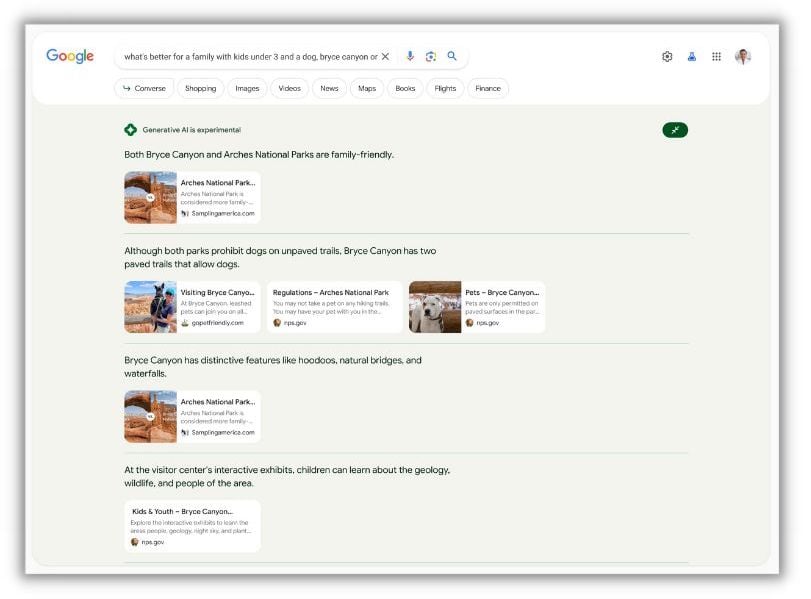 Google
what's better for a family with kids under 3 and a dog, bryce canyon or
Converse
Shopping
Images
Videos
News
Maps
Books
Flights
Finance
Generative AI is experimental
Both Bryce Canyon and Arches National Parks are family-friendly.
Arches National Park...
Arches National Park is
considered more family-...
Samplingamerica.com
Although both parks prohibit dogs on unpaved trails, Bryce Canyon has two
paved trails that allow dogs.
Visiting Bryce Canyo...
At Bryce Canyon, leashed
pets can join you on all...
gopetfriendly.com
Regulations – Arches National Park
You may not take a pet on any hiking trails.
You may have your pet with you in the...
nps.gov
Pets – Bryce Canyon...
Pets are only permitted on
paved surfaces in the par...
nps.gov
Bryce Canyon has distinctive features like hoodoos, natural bridges, and
waterfalls.
Arches National Park...
Arches National Park is
considered more family-...
Samplingamerica.com
At the visitor center's interactive exhibits, children can learn about the geology,
wildlife, and people of the area.
Kids & Youth – Bryce Canyon...
Explore the interactive exhibits to learn the
areas people, geology, night sky, and plant...
nps.gov